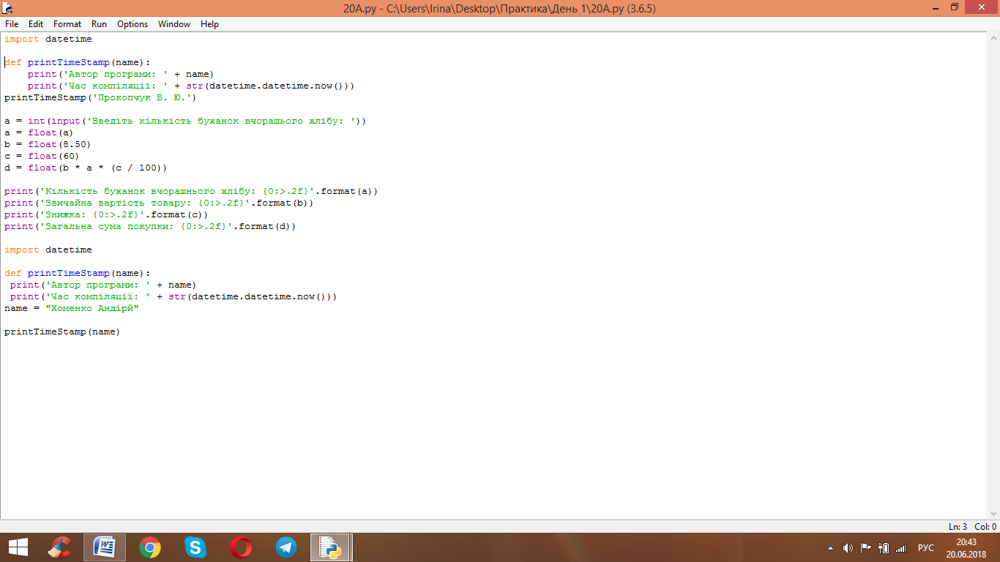 20A.py - C:\Users\Irina\Desktop\Практика\День 1\20A.py (3.6.5)
File Edit Format Run Options Window Help
import datetime
def printTimeStamp(name):
    print('Автор програми: ' + name)
    print('Час компіляції: ' + str(datetime.datetime.now()))
printTimeStamp('Прокопчук Б. Ю.')
a = int(input('Введіть кількість буханок вчорашього хлібу: '))
a = float(a)
b = float(8.50)
c = float(60)
d = float(b * a * (c / 100))
print('Кількість буханок вчорашнього хлібу: {0:>.2f}'.format(a))
print('Звичайна вартість товару: {0:>.2f}'.format(b))
print('Знижка: {0:>.2f}'.format(c))
print('Загальна сума покупки: {0:>.2f}'.format(d))
import datetime
def printTimeStamp(name):
 print('Автор програми: ' + name)
 print('Час компіляції: ' + str(datetime.datetime.now()))
name = "Хоменко Андірй"
printTimeStamp(name)
Ln: 3 Col: 0
РУС
20:43
20.06.2018